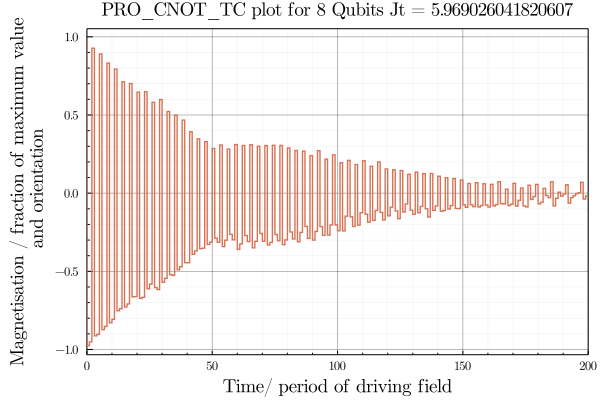 PRO_CNOT_TC plot for 8 Qubits Jt = 5.969026041820607
Magnetisation / fraction of maximum value
and orientation
1.0
0.5
0.0
−0.5
−1.0
0 50 100 150 200
Time/ period of driving field